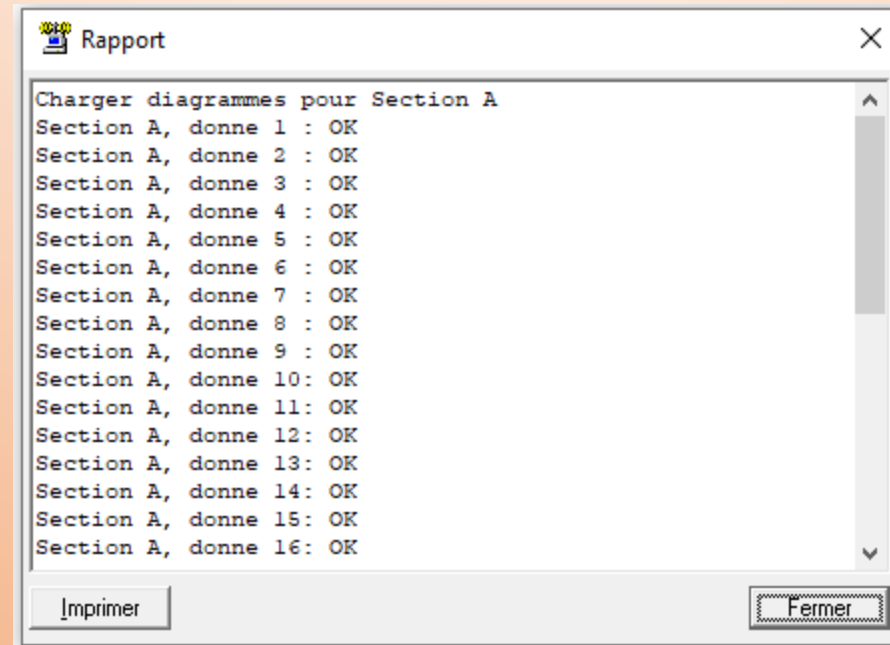 Rapport
Charger diagrammes pour Section A
Section A, donne 1 : OK
Section A, donne 2 : OK
Section A, donne 3 : OK
Section A, donne 4 : OK
Section A, donne 5 : OK
Section A, donne 6 : OK
Section A, donne 7 : OK
Section A, donne 8 : OK
Section A, donne 9 : OK
Section A, donne 10: OK
Section A, donne 11: OK
Section A, donne 12: OK
Section A, donne 13: OK
Section A, donne 14: OK
Section A, donne 15: OK
Section A, donne 16: OK
Imprimer
Fermer